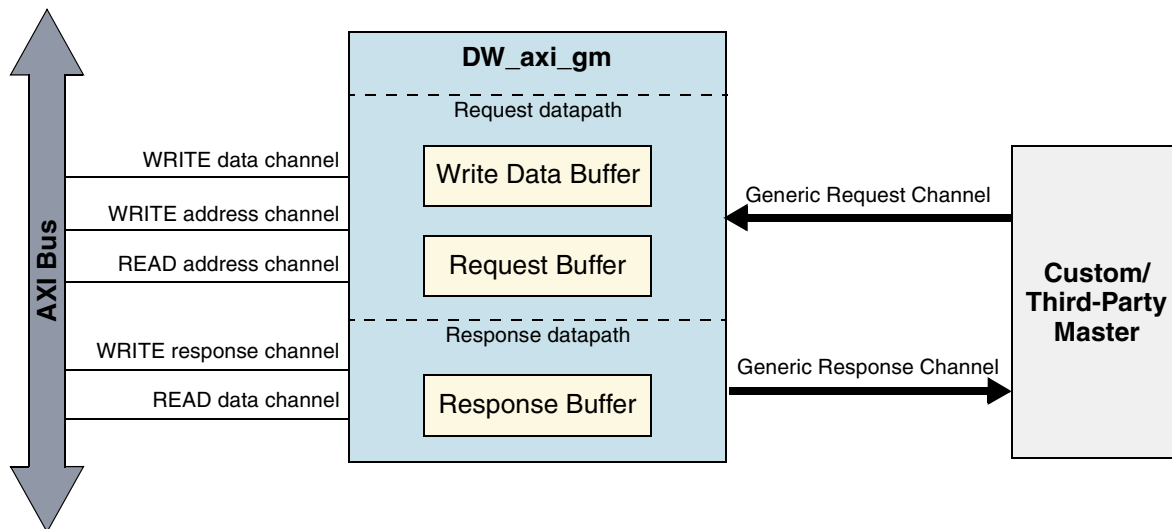 DW_axi_gm
Request datapath
WRITE data channel
Write Data Buffer
Generic Request Channel
WRITE address channel
READ address channel
Request Buffer
AXI Bus
Custom/
Third-Party
Master
Response datapath
WRITE response channel
Generic Response Channel
READ data channel
Response Buffer